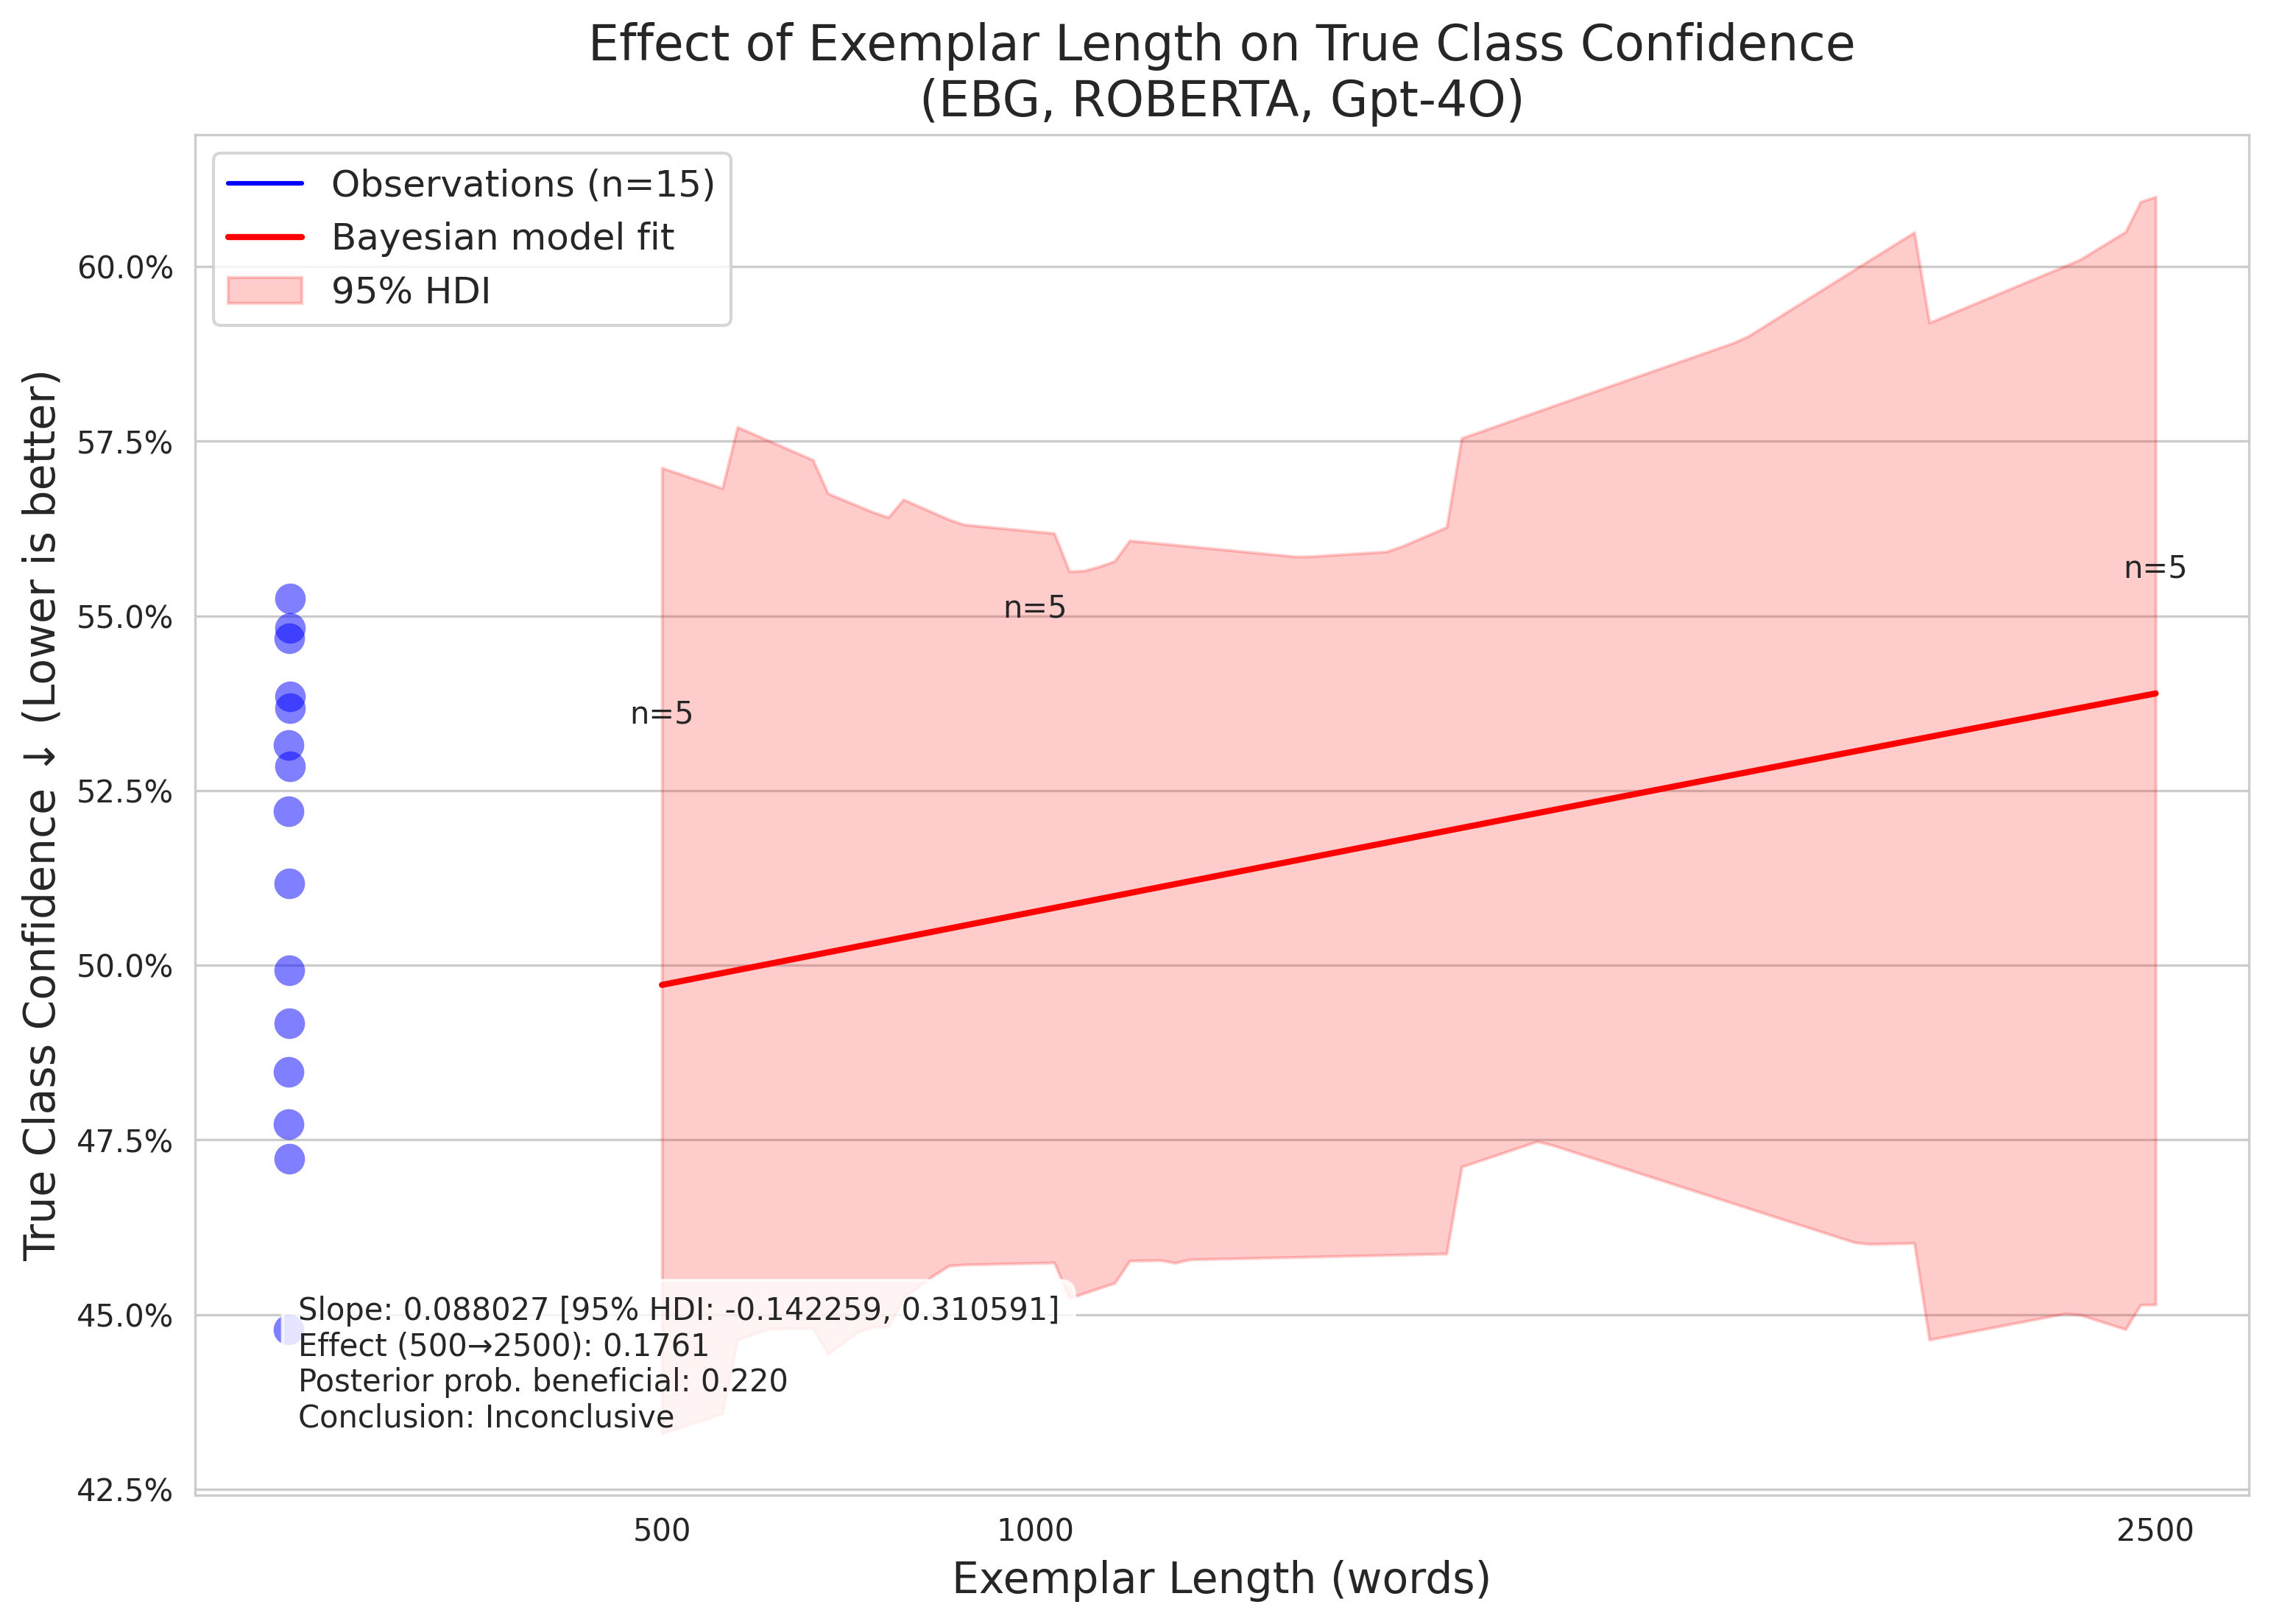 Effect of Exemplar Length on True Class Confidence
(EBG, ROBERTA, Gpt-4O)
Observations (n=15)
Bayesian model fit
95% HDI
True Class Confidence ↓ (Lower is better)
60.0%
57.5%
55.0%
52.5%
50.0%
47.5%
45.0%
42.5%
n=5
n=5
n=5
Slope: 0.088027 [95% HDI: -0.142259, 0.310591]
Effect (500→2500): 0.1761
Posterior prob. beneficial: 0.220
Conclusion: Inconclusive
500
1000
2500
Exemplar Length (words)